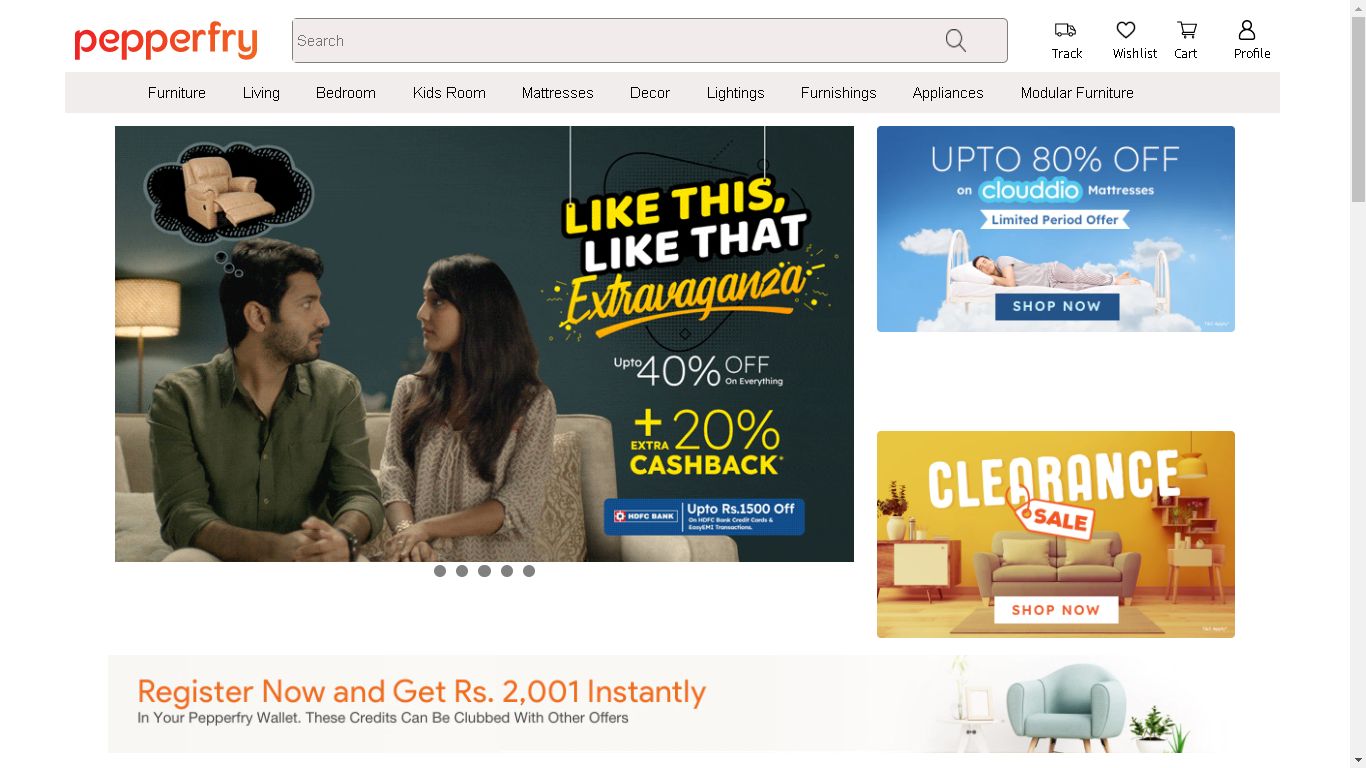 pepperfry
Search
Track
Wishlist
Cart
Profile
Furniture
Living
Bedroom
Kids Room
Mattresses
Decor
Lightings
Furnishings
Appliances
Modular Furniture
LIKE THIS,
LIKE THAT
Extravaganza
Upto 40% OFF
On Everything
+ EXTRA 20%
CASHBACK*
HDFC BANK
Upto Rs.1500 Off
On HDFC Bank Credit Cards &
EasyEMI Transactions.
UPTO 80% OFF
on clouddio Mattresses
Limited Period Offer
SHOP NOW
*T&C Apply*
CLEARANCE
SALE
SHOP NOW
*T&C Apply*
Register Now and Get Rs. 2,001 Instantly
In Your Pepperfry Wallet. These Credits Can Be Clubbed With Other Offers